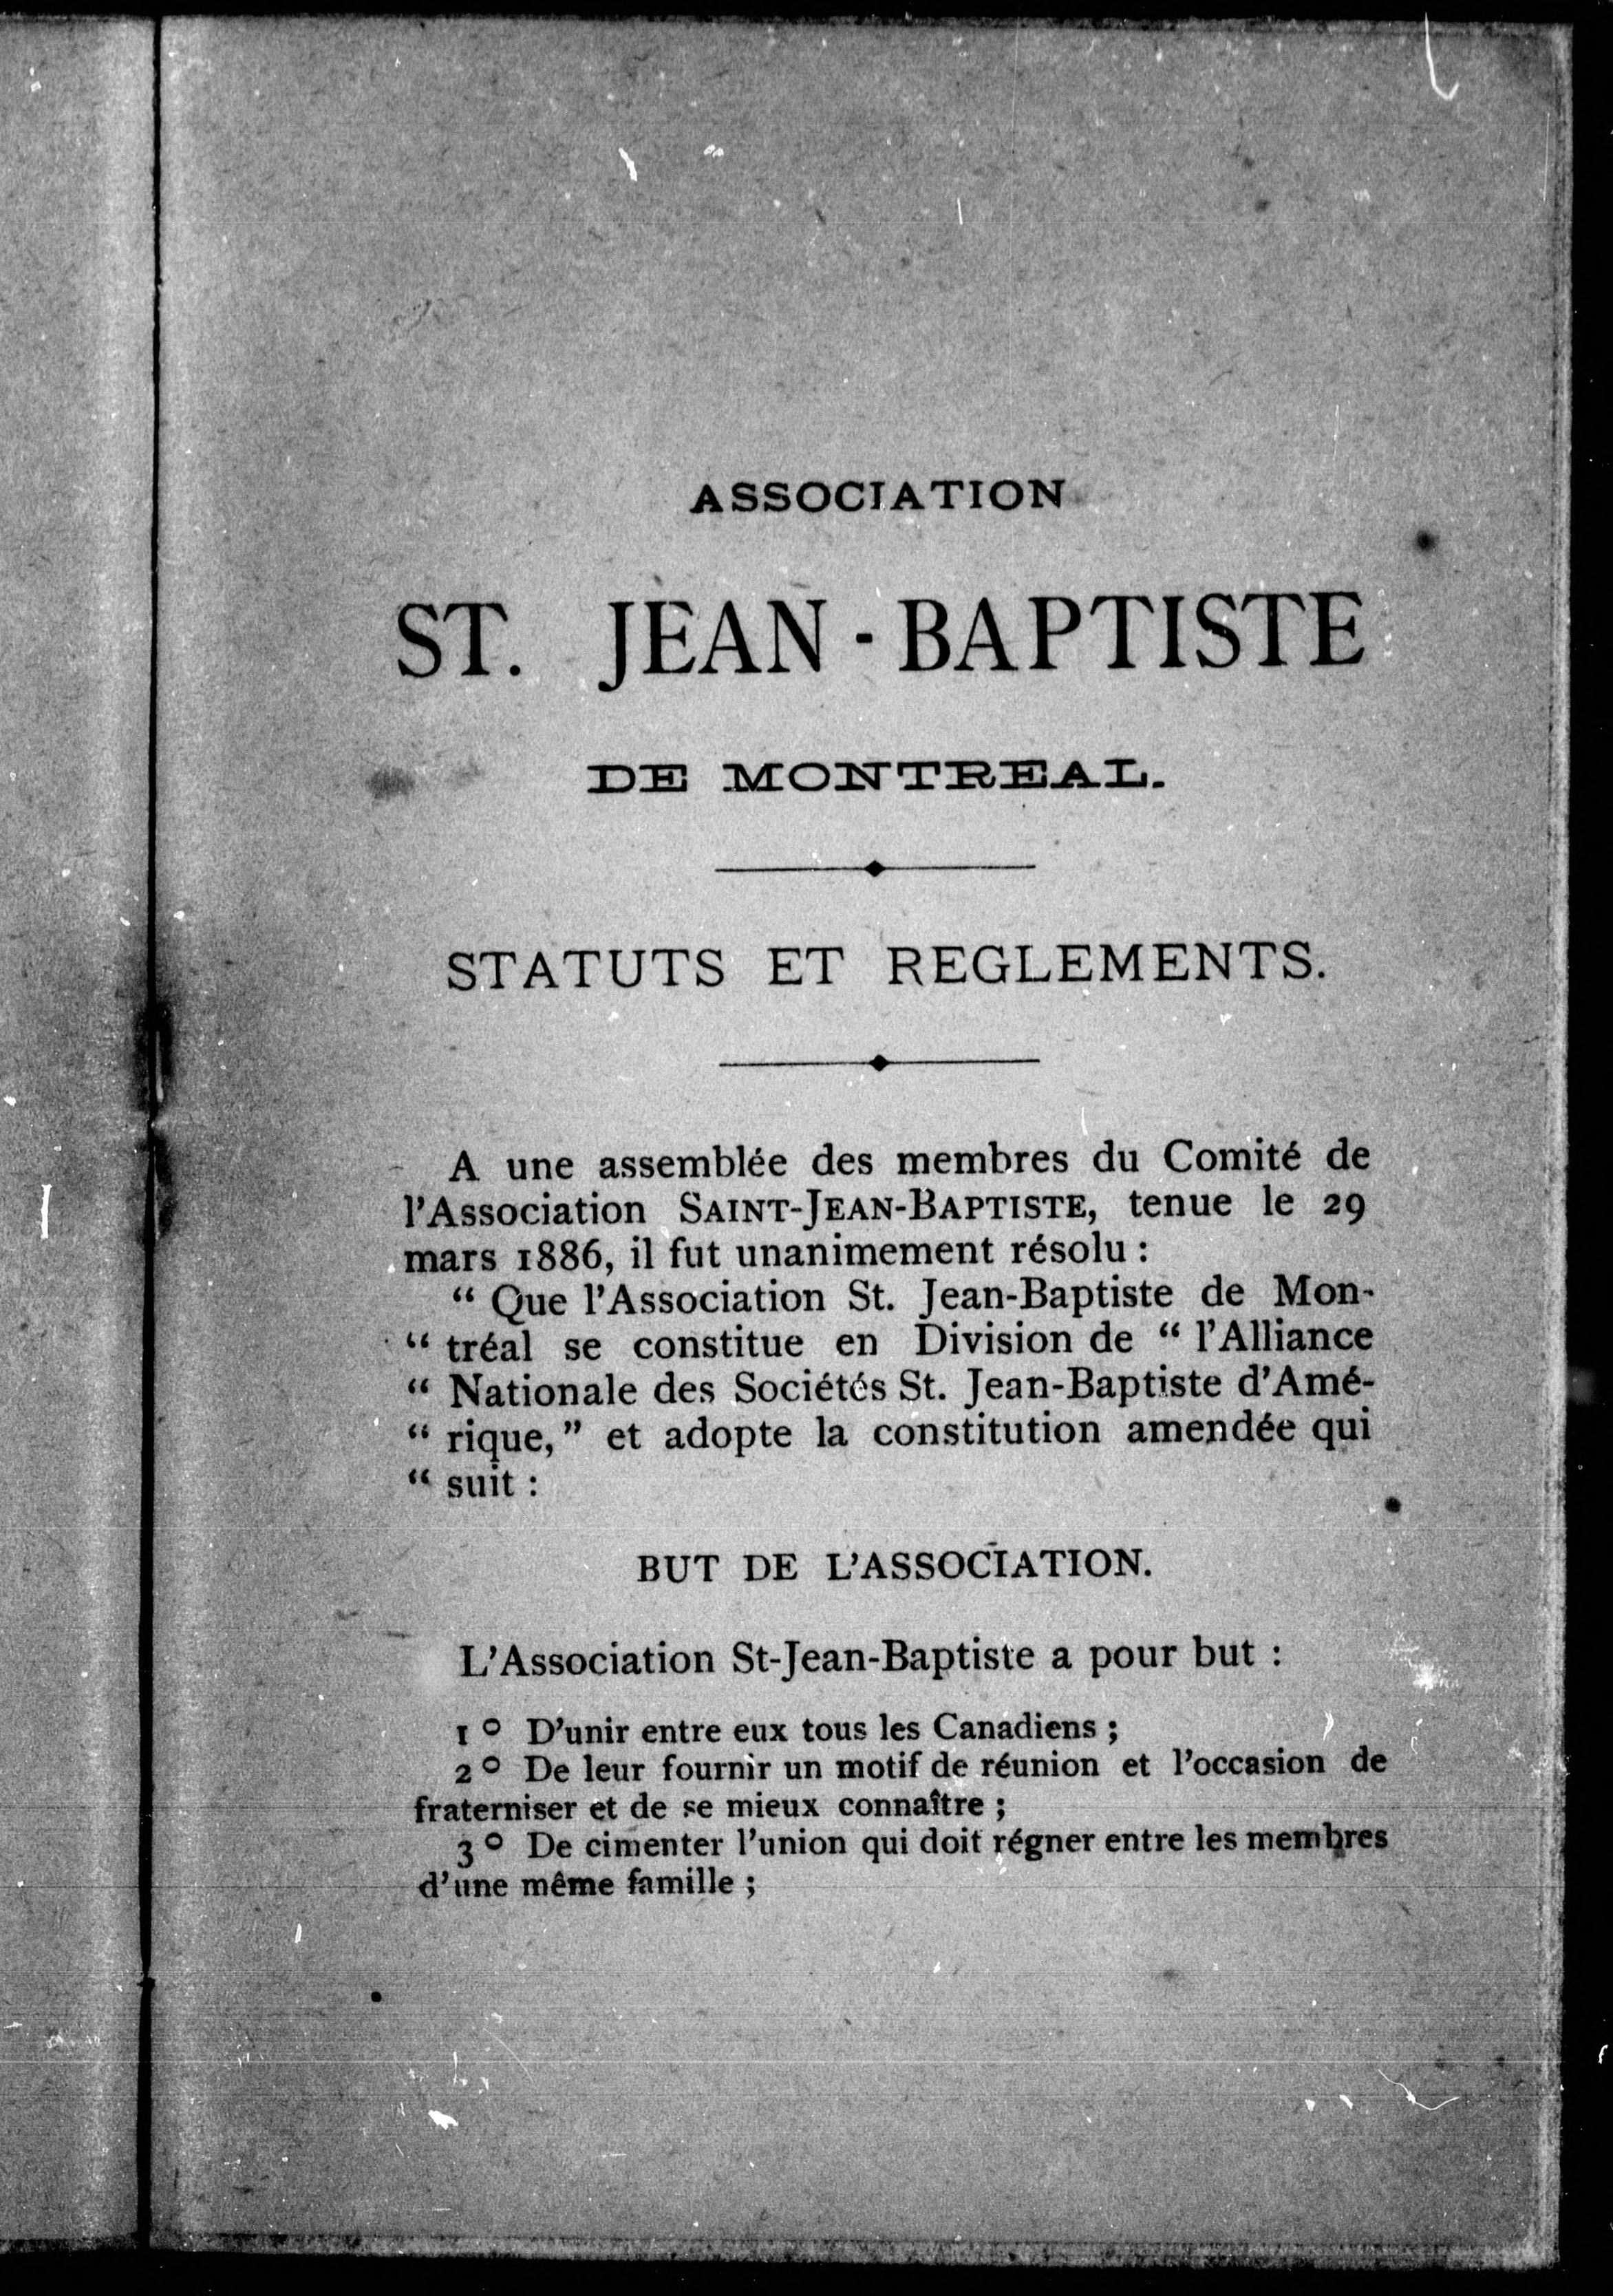 ASSOCIATION
ST. JEAN-BAPTISTE
DE MONTREAL.
STATUTS ET REGLEMENTS.
A une assemblée des membres du Comité de
l'Association SAINT-JEAN-BAPTISTE, tenue le 29
mars 1886, il fut unanimement résolu :
“ Que l'Association St. Jean-Baptiste de Mon-
“ tréal se constitue en Division de “ l'Alliance
“ Nationale des Sociétés St. Jean-Baptiste d'Amé-
“ rique, ” et adopte la constitution amendée qui
“ suit :
BUT DE L'ASSOCIATION.
L'Association St-Jean-Baptiste a pour but :
1° D'unir entre eux tous les Canadiens ;
2° De leur fournir un motif de réunion et l'occasion de
fraterniser et de se mieux connaître ;
3° De cimenter l'union qui doit régner entre les membres
d'une même famille ;